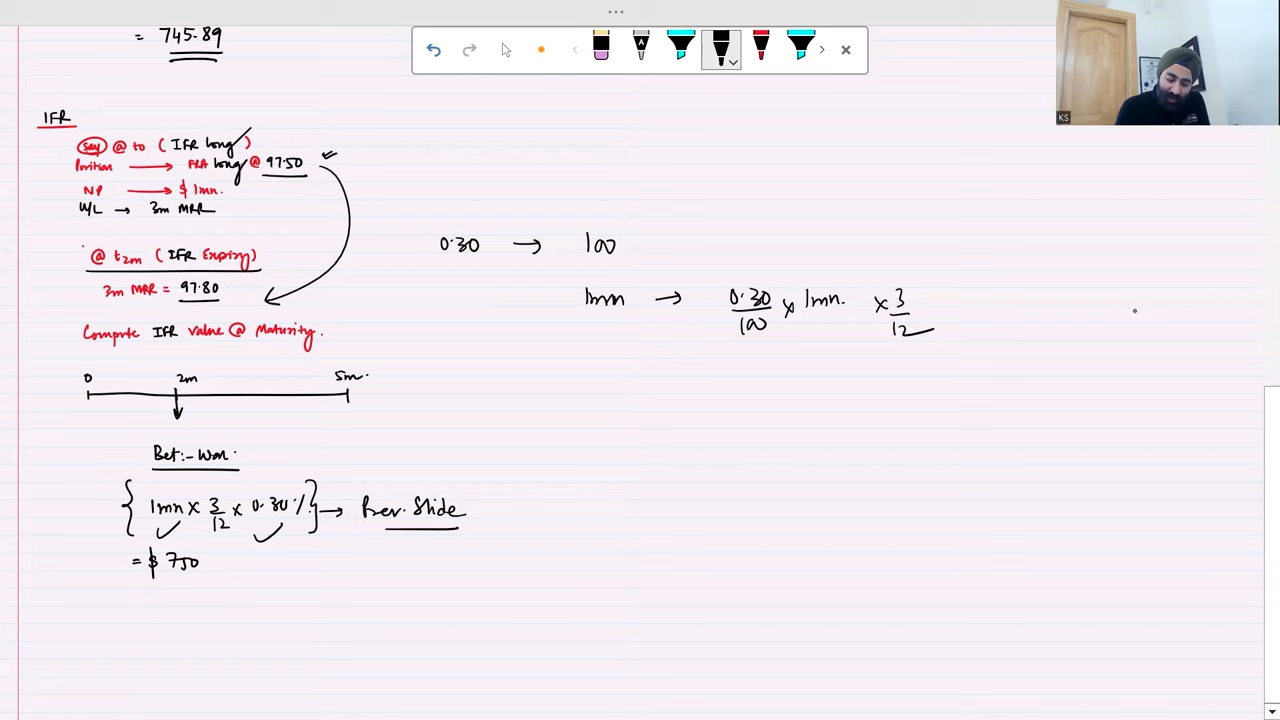 = 745.89
IFR
Say @ to (IFR long)
Position → FRA long @ 97.50
NP → $ 1mn.
U/L → 3m MRR
@ t2m (IFR Expiry)
3m MRR = 97.80
Compute IFR value @ Maturity.
0 2m 5m.
Bet:- Won.
{ 1mn x 3/12 x 0.30% } → Prev. Slide
= $ 750
0.30 → 100
1mn → 0.30/100 x 1mn. x 3/12
KS